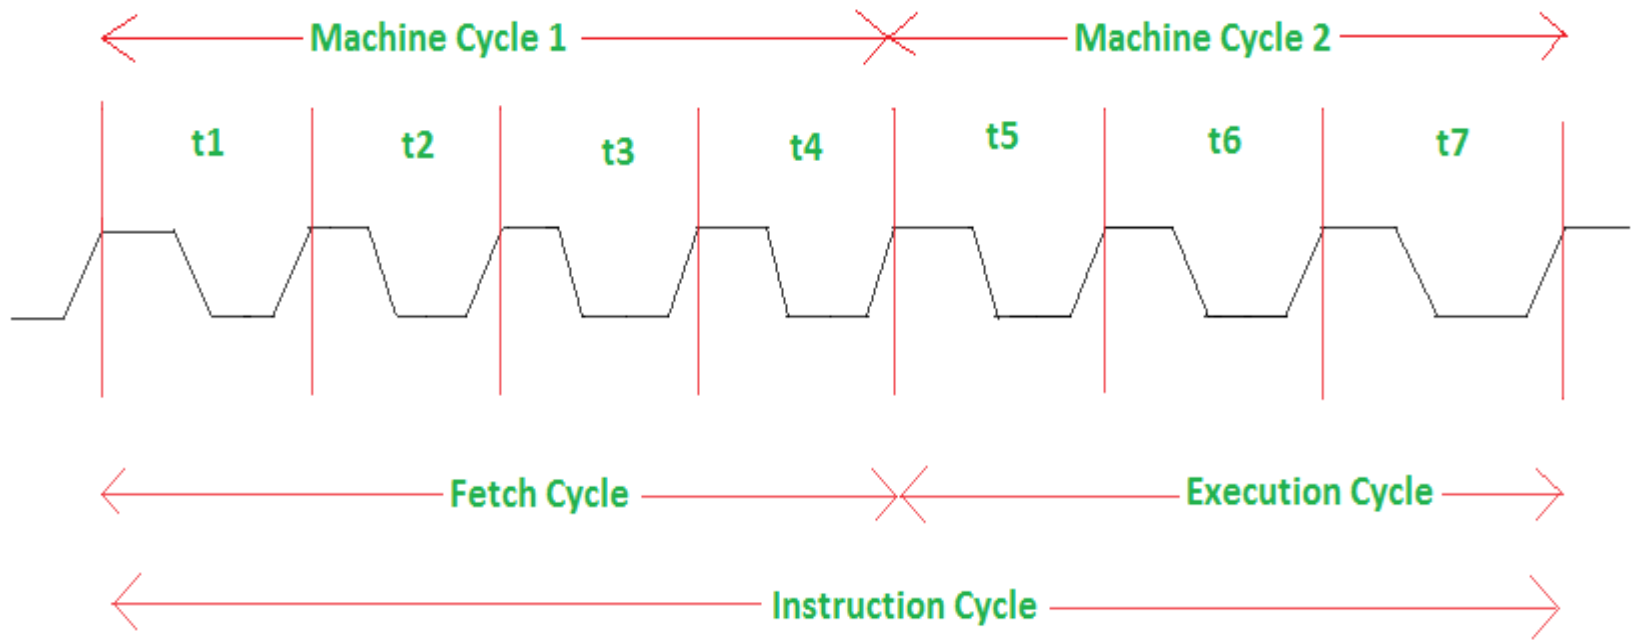 Machine Cycle 1 Machine Cycle 2
t1 t2 t3 t4 t5 t6 t7
Fetch Cycle Execution Cycle
Instruction Cycle